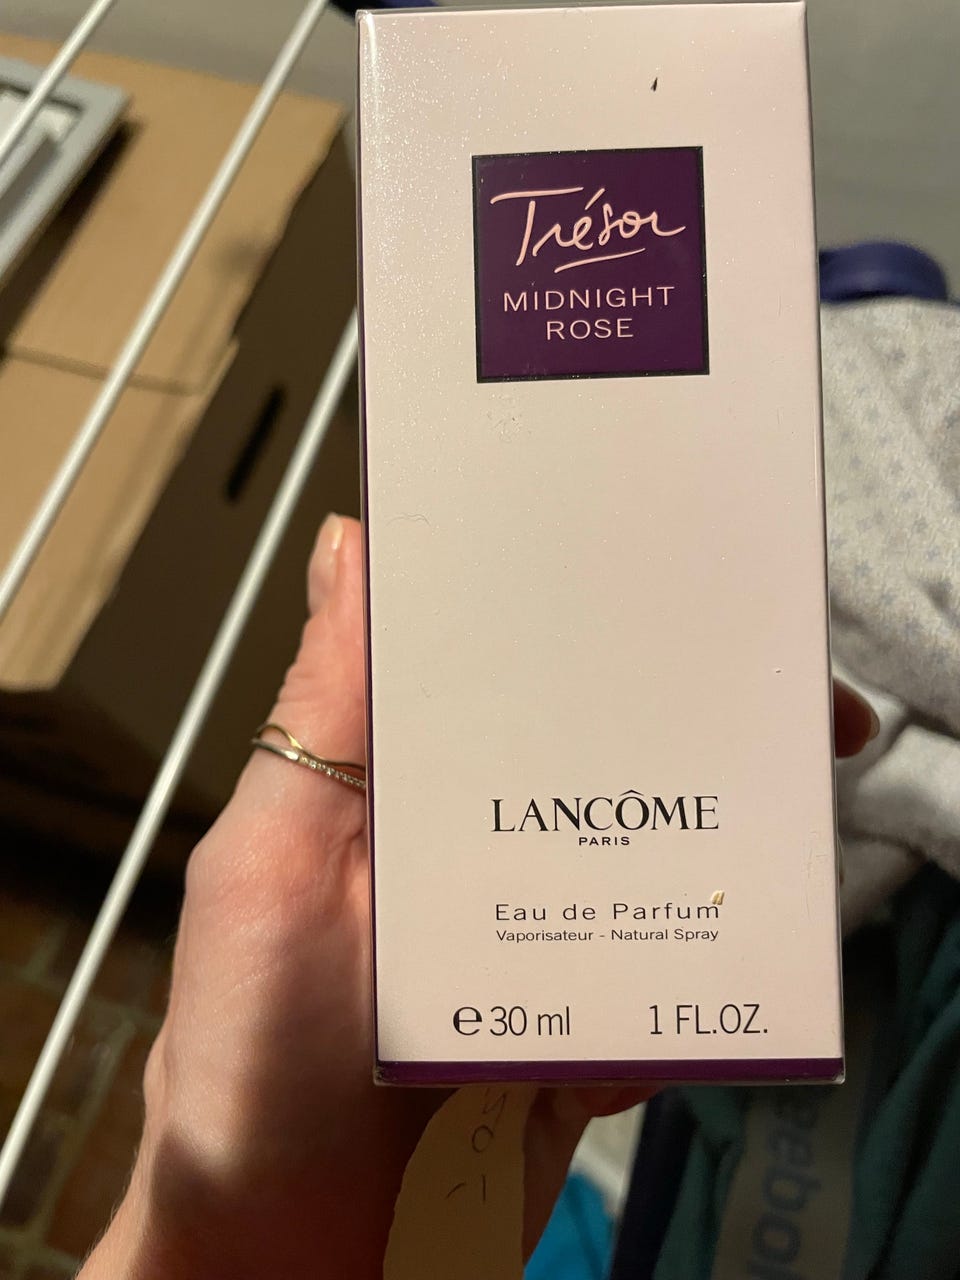 Trésor
MIDNIGHT
ROSE
LANCÔME
PARIS
Eau de Parfum
Vaporisateur - Natural Spray
℮ 30 ml 1 FL.OZ.